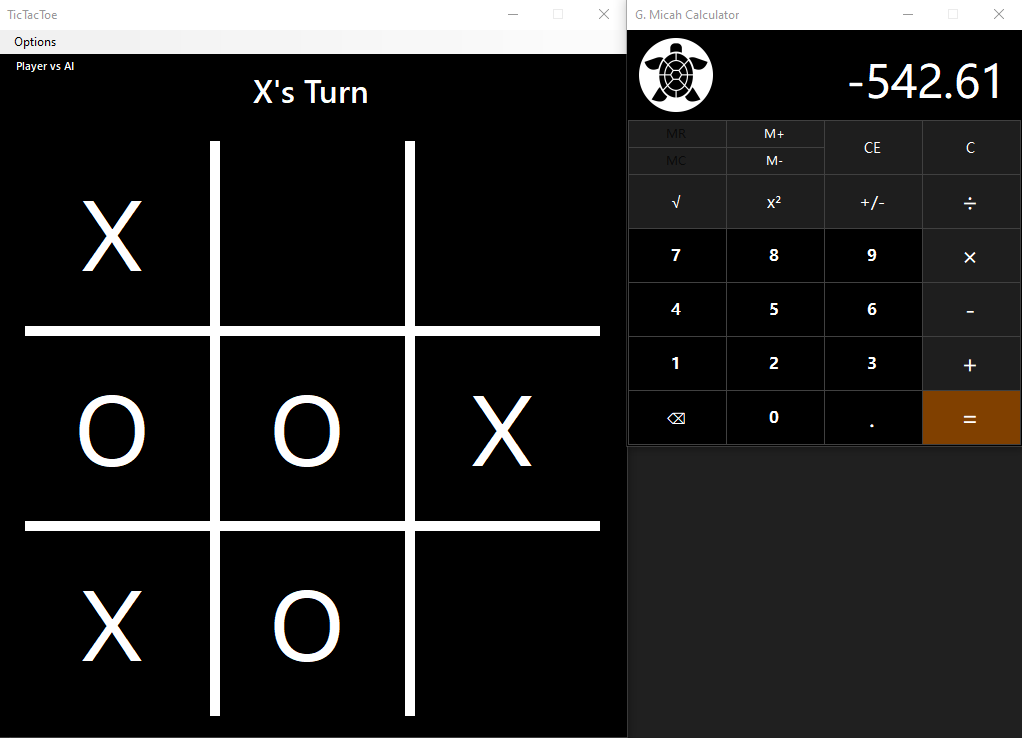 TicTacToe
Options
Player vs AI
X's Turn
X
O O X
X O
G. Micah Calculator
-542.61
MR M+ CE C
MC M-
√ x² +/- ÷
7 8 9 ×
4 5 6 -
1 2 3 +
⌫ 0 . =